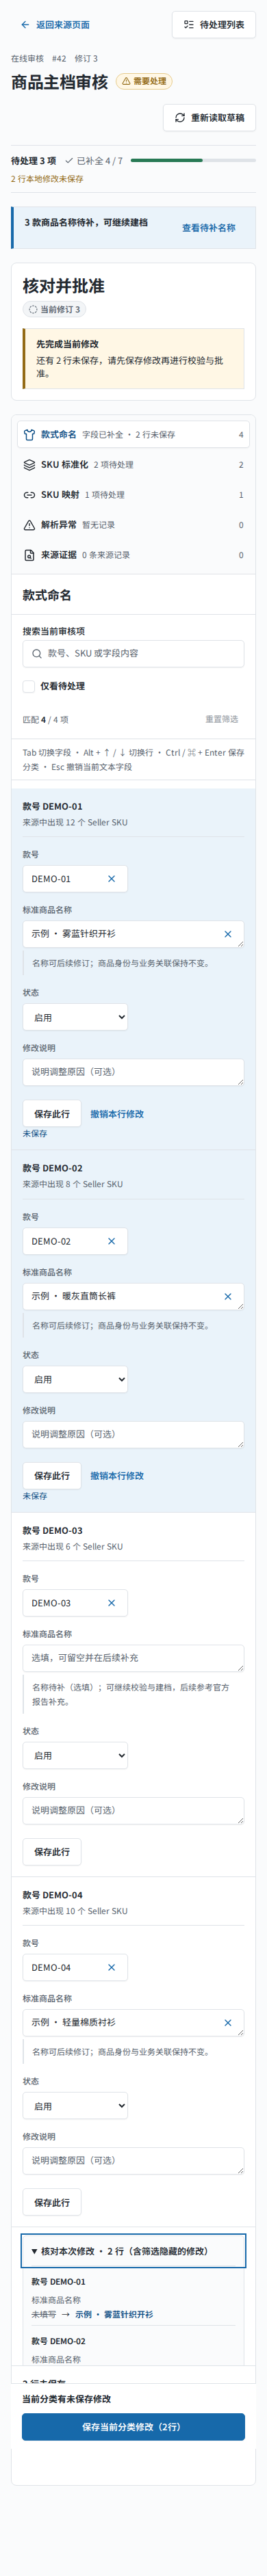 返回来源页面
待处理列表
在线审核 #42 修订 3
商品主档审核
需要处理
重新读取草稿
待处理 3 项 已补全 4 / 7
2 行本地修改未保存
3 款商品名称待补，可继续建档
查看待补名称
核对并批准
当前修订 3
先完成当前修改
还有 2 行未保存，请先保存修改再进行校验与批
准。
款式命名 字段已补全 · 2 行未保存 4
SKU 标准化 2 项待处理 2
SKU 映射 1 项待处理 1
解析异常 暂无记录 0
来源证据 0 条来源记录 0
款式命名
搜索当前审核项
款号、SKU 或字段内容
仅看待处理
匹配 4 / 4 项
重置筛选
Tab 切换字段 · Alt + ↑ / ↓ 切换行 · Ctrl / ⌘ + Enter 保存
分类 · Esc 撤销当前文本字段
款号 DEMO-01
来源中出现 12 个 Seller SKU
款号
DEMO-01
标准商品名称
示例 · 雾蓝针织开衫
名称可后续修订；商品身份与业务关联保持不变。
状态
启用
修改说明
说明调整原因（可选）
保存此行
撤销本行修改
未保存
款号 DEMO-02
来源中出现 8 个 Seller SKU
款号
DEMO-02
标准商品名称
示例 · 暖灰直筒长裤
名称可后续修订；商品身份与业务关联保持不变。
状态
启用
修改说明
说明调整原因（可选）
保存此行
撤销本行修改
未保存
款号 DEMO-03
来源中出现 6 个 Seller SKU
款号
DEMO-03
标准商品名称
选填，可留空并在后续补充
名称待补（选填）；可继续校验与建档，后续参考官方
报告补充。
状态
启用
修改说明
说明调整原因（可选）
保存此行
款号 DEMO-04
来源中出现 10 个 Seller SKU
款号
DEMO-04
标准商品名称
示例 · 轻量棉质衬衫
名称可后续修订；商品身份与业务关联保持不变。
状态
启用
修改说明
说明调整原因（可选）
保存此行
▼ 核对本次修改 · 2 行（含筛选隐藏的修改）
款号 DEMO-01
标准商品名称
未填写 → 示例 · 雾蓝针织开衫
款号 DEMO-02
标准商品名称
当前分类有未保存修改
保存当前分类修改（2行）